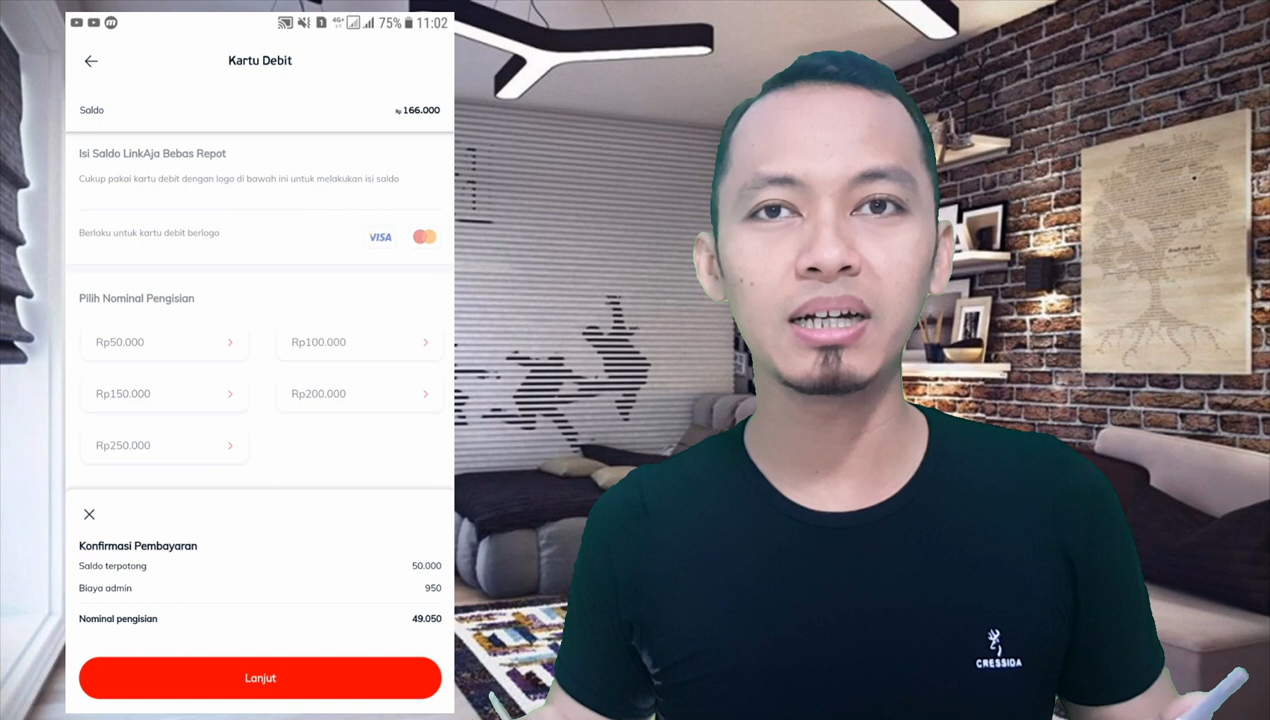 75% 11:02
Kartu Debit
Saldo Rp 166.000
Isi Saldo LinkAja Bebas Repot
Cukup pakai kartu debit dengan logo di bawah ini untuk melakukan isi saldo
Berlaku untuk kartu debit berlogo VISA
Pilih Nominal Pengisian
Rp50.000 Rp100.000
Rp150.000 Rp200.000
Rp250.000
Konfirmasi Pembayaran
Saldo terpotong 50.000
Biaya admin 950
Nominal pengisian 49.050
Lanjut
CRESSIDA